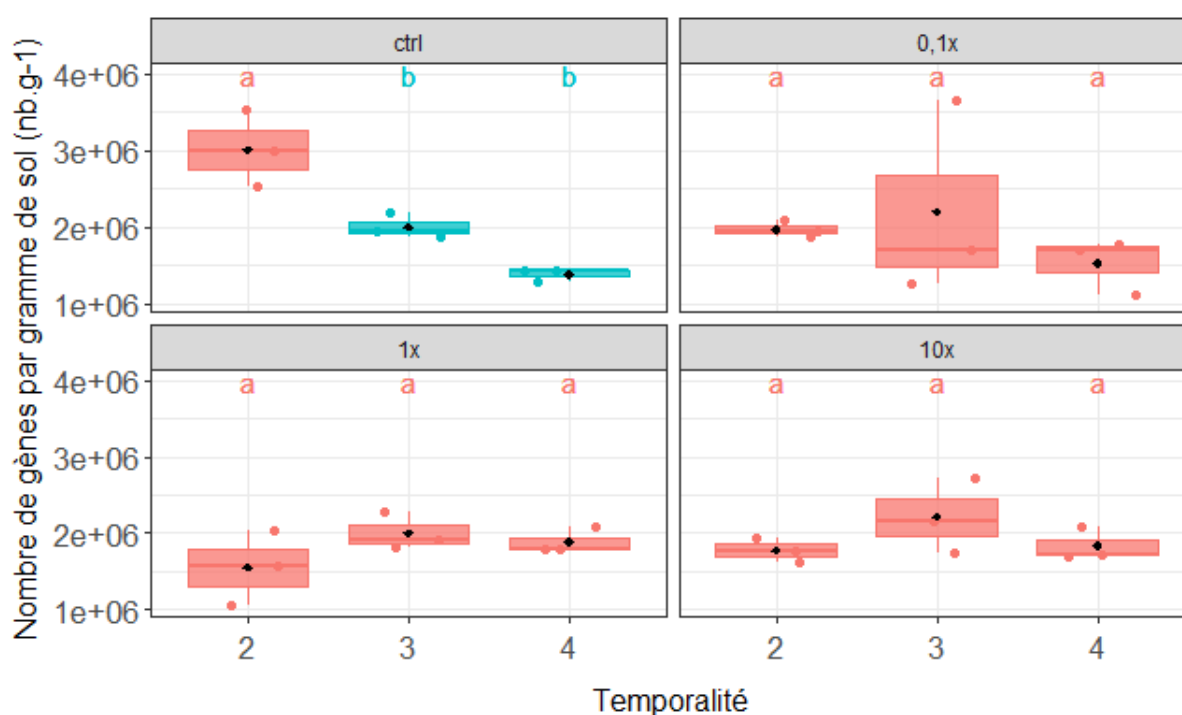 Nombre de gènes par gramme de sol (nb.g-1)
ctrl
0,1x
4e+06
3e+06
2e+06
1e+06
a b b
a a a
1x
10x
4e+06
3e+06
2e+06
1e+06
a a a
a a a
2 3 4
2 3 4
Temporalité